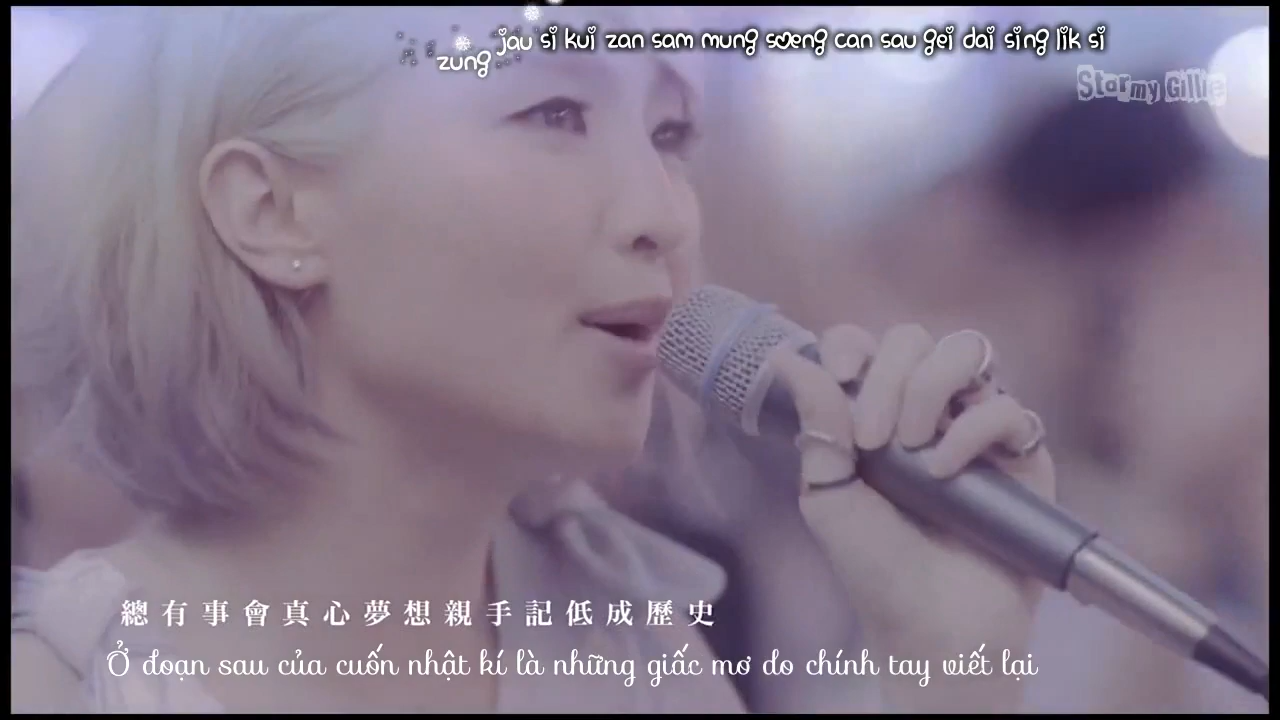 zung jau si kui zan sam mung soeng can sau gei dai sing lik si
Starmy Gillie
總有事會真心夢想親手記低成歷史
Ở đoạn sau của cuốn nhật kí là những giấc mơ do chính tay viết lại